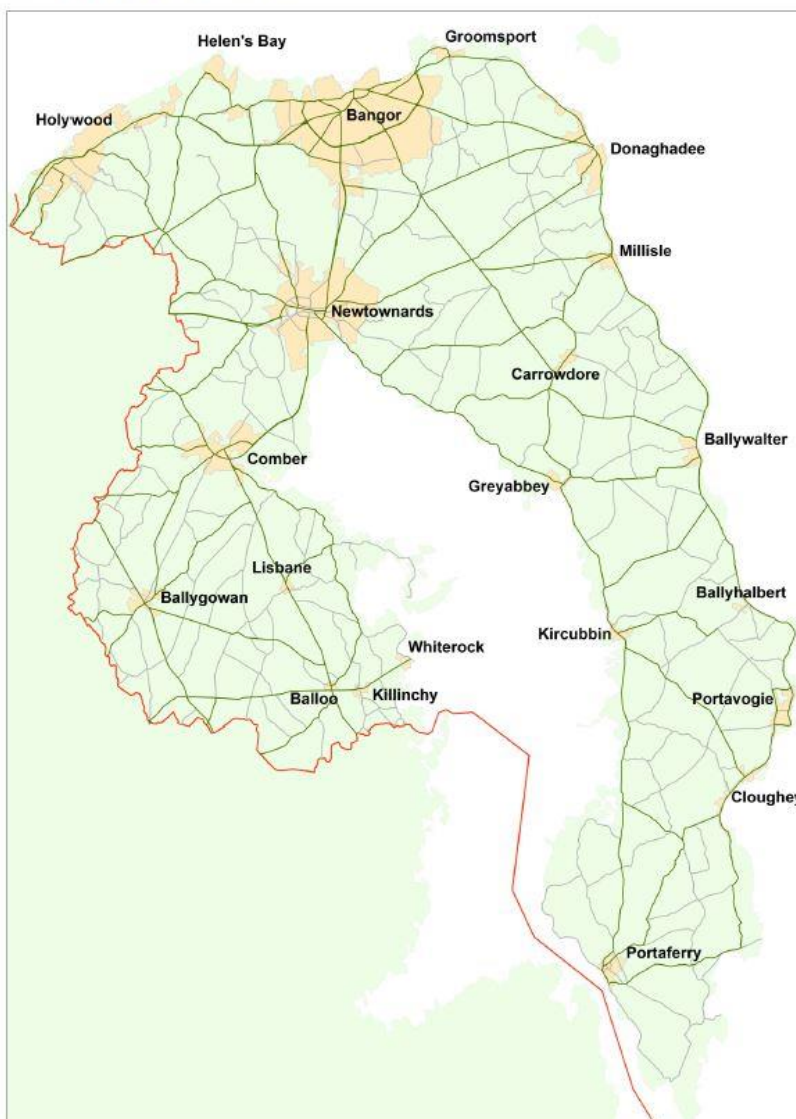 Groomsport
Helen's Bay
Bangor
Holywood
Donaghadee
Millisle
Newtownards
Carrowdore
Ballywalter
Comber
Greyabbey
Lisbane
Ballygowan
Ballyhalbert
Kircubbin
Whiterock
Balloo
Killinchy
Portavogie
Cloughey
Portaferry